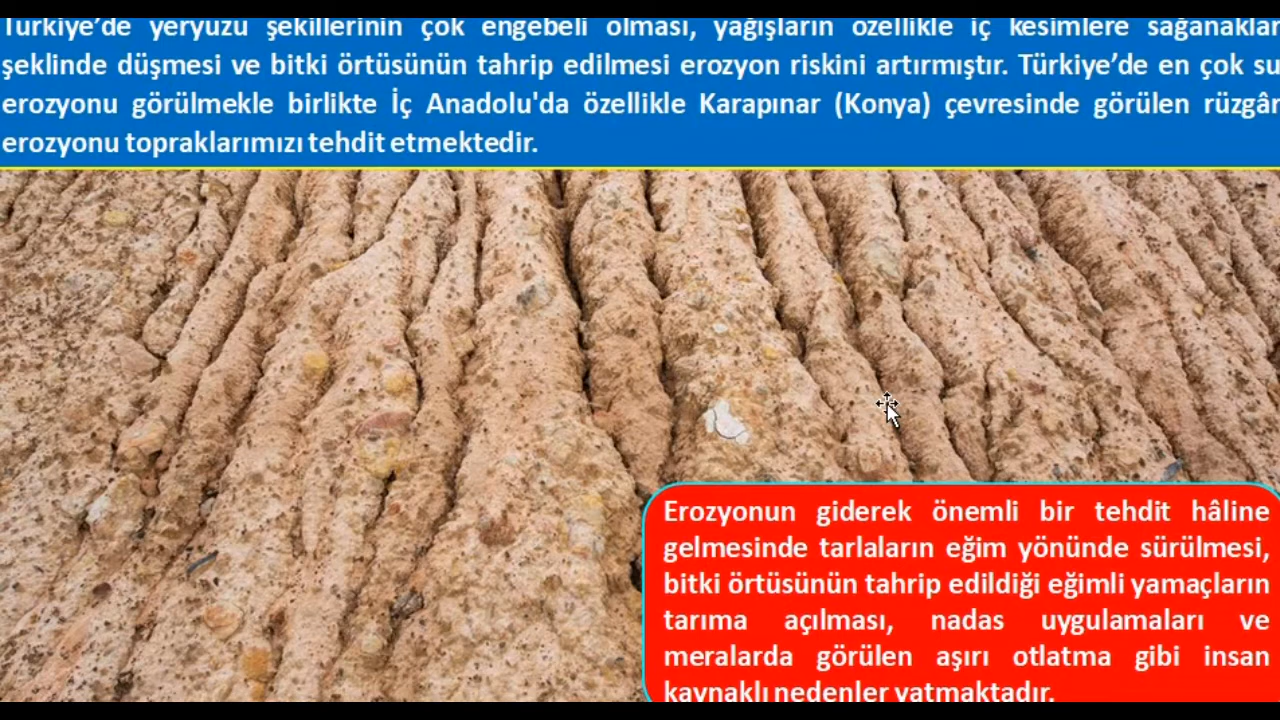 Türkiye’de yeryüzü şekillerinin çok engebeli olması, yağışların özellikle iç kesimlere sağanaklar
şeklinde düşmesi ve bitki örtüsünün tahrip edilmesi erozyon riskini artırmıştır. Türkiye’de en çok su
erozyonu görülmekle birlikte İç Anadolu'da özellikle Karapınar (Konya) çevresinde görülen rüzgâr
erozyonu topraklarımızı tehdit etmektedir.
Erozyonun giderek önemli bir tehdit hâline
gelmesinde tarlaların eğim yönünde sürülmesi,
bitki örtüsünün tahrip edildiği eğimli yamaçların
tarıma açılması, nadas uygulamaları ve
meralarda görülen aşırı otlatma gibi insan
kaynaklı nedenler yatmaktadır.